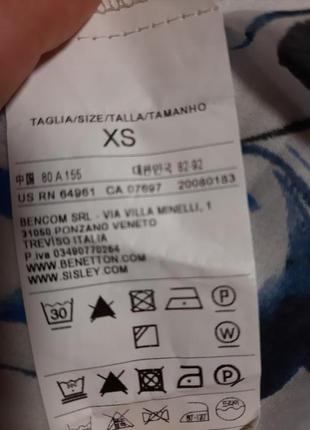 TAGLIA/SIZE/TALLA/TAMANHO
XS
中国 80 A 155 대한민국 82-92
US RN 64961 CA 07697 20080183
BENCOM SRL - VIA VILLA MINELLI, 1
31050 PONZANO VENETO
TREVISO ITALIA
P.iva 03490770264
WWW.BENETTON.COM
WWW.SISLEY.COM
30 P
W